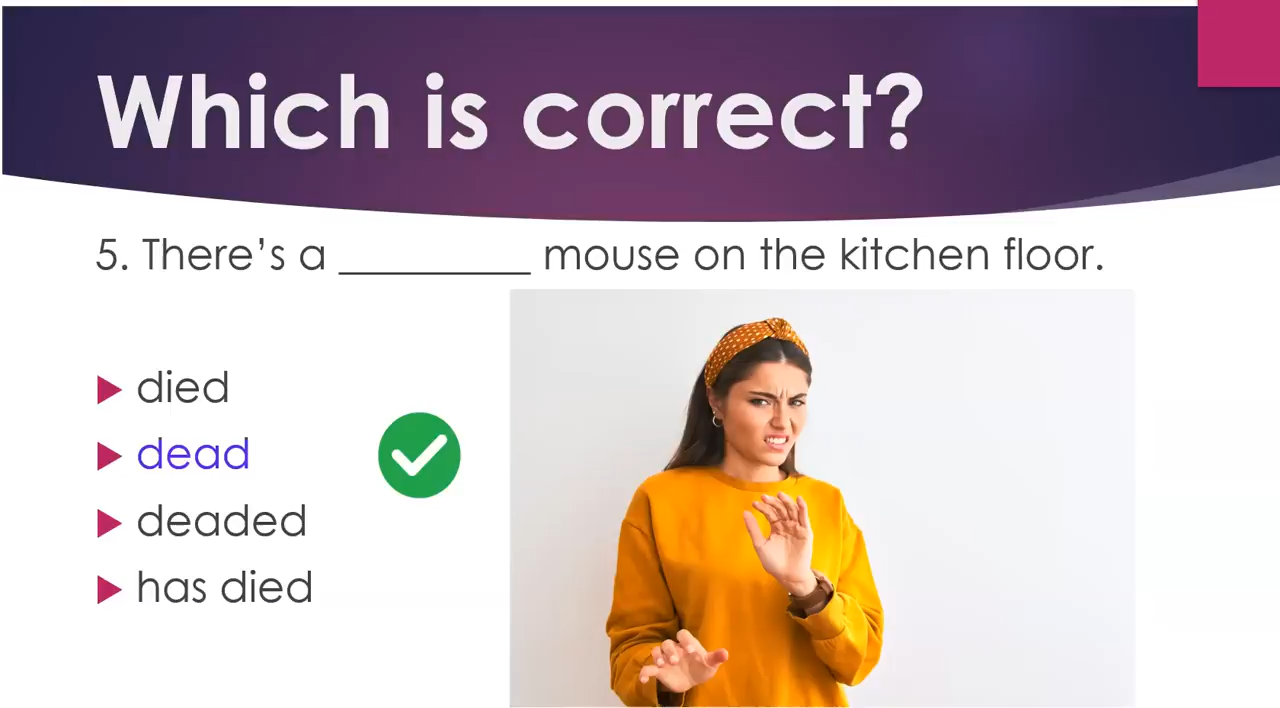 Which is correct?
5. There’s a _________ mouse on the kitchen floor.
died
dead
deaded
has died